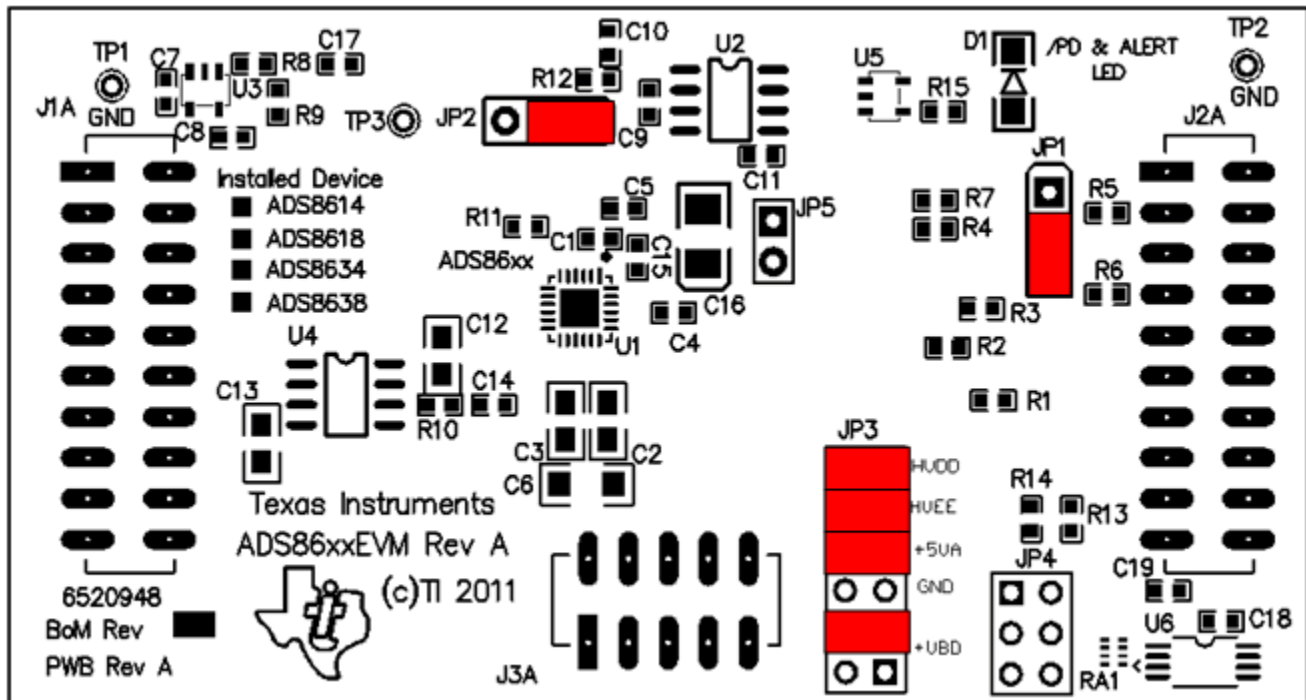 TP1
C7
R8
C17
C10
U2
D1
/PD & ALERT
LED
TP2
U3
R12
U5
R15
J1A
GND
R9
TP3
JP2
C9
GND
J2A
C8
C11
JP1
Installed Device
ADS8614
ADS8618
ADS8634
ADS8638
R11
C5
C1
C15
ADS86xx
JP5
R7
R4
R5
R6
C16
C4
U1
R3
R2
R1
U4
C12
C13
R10
C14
C3
C2
C6
JP3
HVDD
HVEE
+5VA
GND
+VBD
R14
R13
JP4
Texas Instruments
ADS86xxEVM Rev A
(c)TI 2011
6520948
BoM Rev
PWB Rev A
J3A
C19
U6
C18
RA1